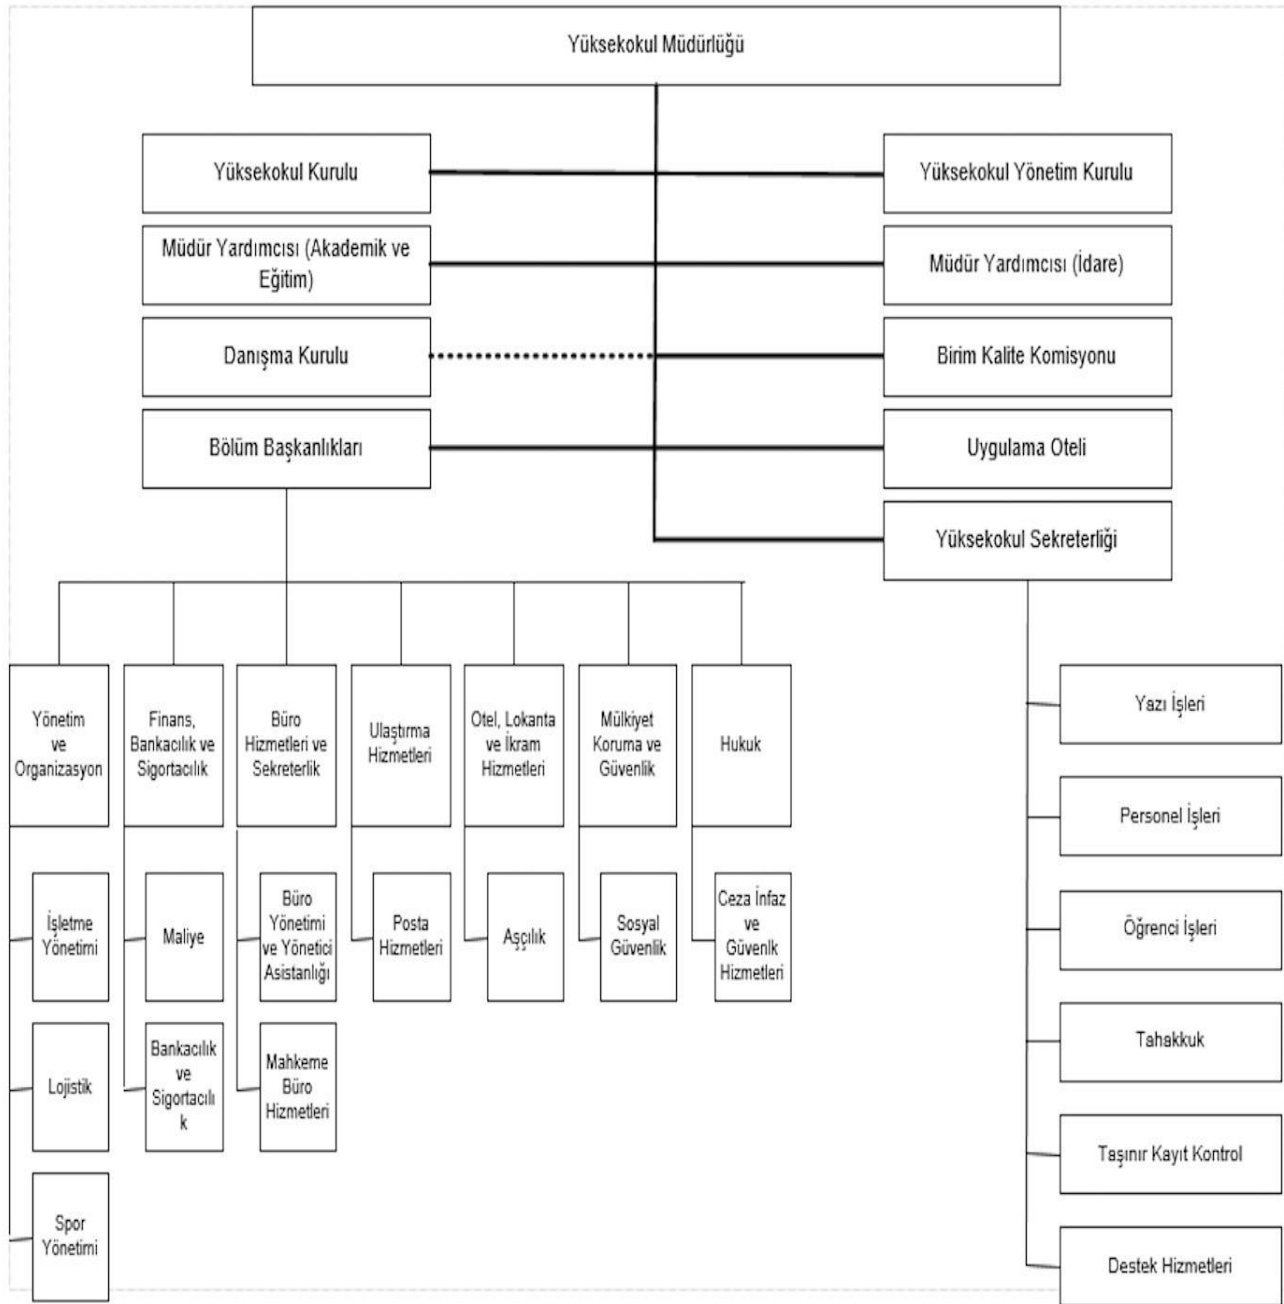 Yüksekokul Müdürlüğü
Yüksekokul Kurulu
Yüksekokul Yönetim Kurulu
Müdür Yardımcısı (Akademik ve
Eğitim)
Müdür Yardımcısı (İdare)
Danışma Kurulu
Birim Kalite Komisyonu
Bölüm Başkanlıkları
Uygulama Oteli
Yüksekokul Sekreterliği
Yönetim
ve
Organizasyon
Finans,
Bankacılık ve
Sigortacılık
Büro
Hizmetleri ve
Sekreterlik
Ulaştırma
Hizmetleri
Otel, Lokanta
ve İkram
Hizmetleri
Mülkiyet
Koruma ve
Güvenlik
Hukuk
İşletme
Yönetimi
Maliye
Büro
Yönetimi
ve Yönetici
Asistanlığı
Posta
Hizmetleri
Aşçılık
Sosyal
Güvenlik
Ceza İnfaz
ve
Güvenlk
Hizmetleri
Lojistik
Bankacılık
ve
Sigortacılı
k
Mahkeme
Büro
Hizmetleri
Spor
Yönetimi
Yazı İşleri
Personel İşleri
Öğrenci İşleri
Tahakkuk
Taşınır Kayıt Kontrol
Destek Hizmetleri